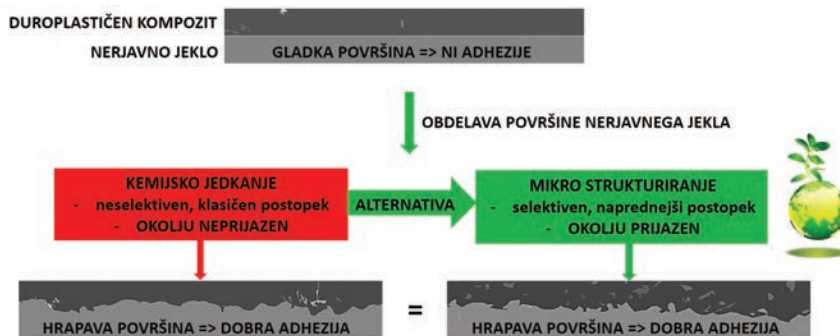 DUROPLASTIČEN KOMPOZIT
NERJAVNO JEKLO
GLADKA POVRŠINA => NI ADHEZIJE
OBDELAVA POVRŠINE NERJAVNEGA JEKLA
KEMIJSKO JEDKANJE
- neselektiven, klasičen postopek
- OKOLJU NEPRIJAZEN
ALTERNATIVA
MIKRO STRUKTURIRANJE
- selektiven, naprednejši postopek
- OKOLJU PRIJAZEN
HRAPAVA POVRŠINA => DOBRA ADHEZIJA
=
HRAPAVA POVRŠINA => DOBRA ADHEZIJA